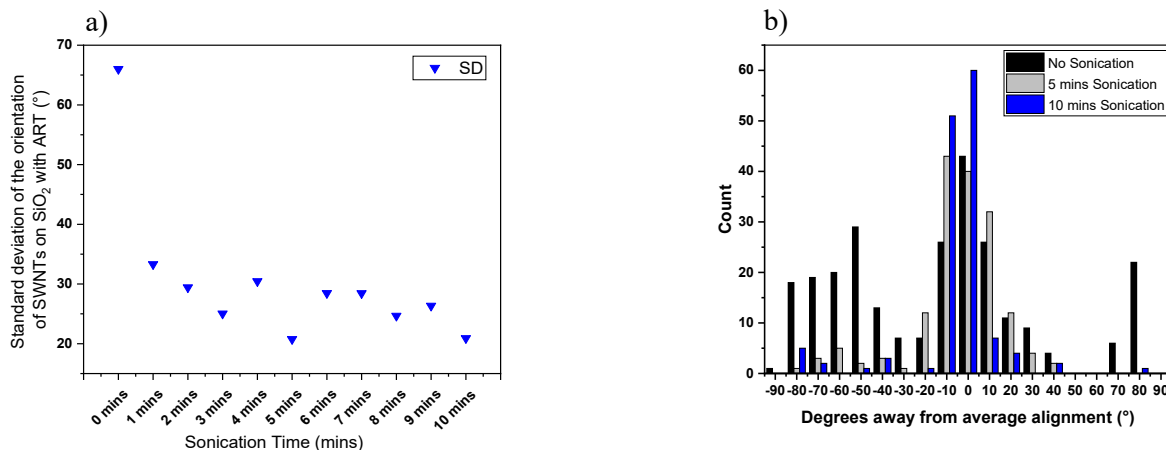 a)
70
60
50
40
30
20
Standard deviation of the orientation
of SWNTs on SiO₂ with ART (°)
SD
0 mins
1 mins
2 mins
3 mins
4 mins
5 mins
6 mins
7 mins
8 mins
9 mins
10 mins
Sonication Time (mins)
b)
60
50
40
30
20
10
0
Count
No Sonication
5 mins Sonication
10 mins Sonication
-90 -80 -70 -60 -50 -40 -30 -20 -10 0 10 20 30 40 50 60 70 80 90
Degrees away from average alignment (°)